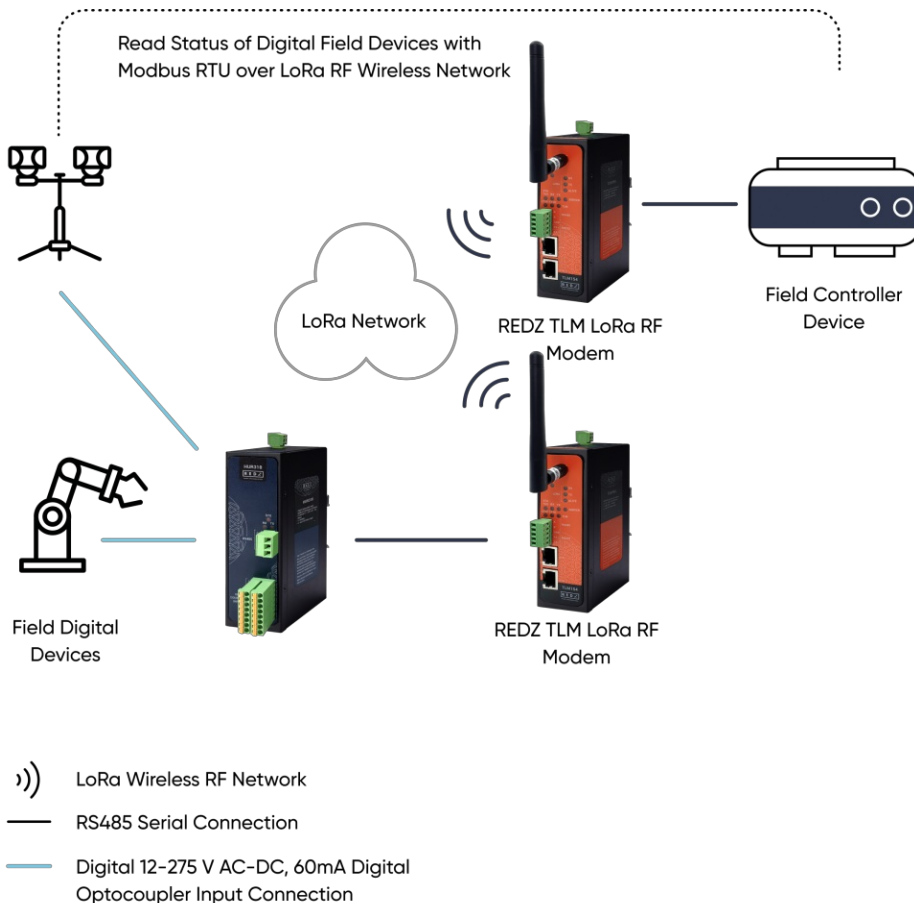 Read Status of Digital Field Devices with
Modbus RTU over LoRa RF Wireless Network
LoRa Network
REDZ TLM LoRa RF
Modem
Field Controller
Device
Field Digital
Devices
REDZ TLM LoRa RF
Modem
LoRa Wireless RF Network
RS485 Serial Connection
Digital 12-275 V AC-DC, 60mA Digital
Optocoupler Input Connection